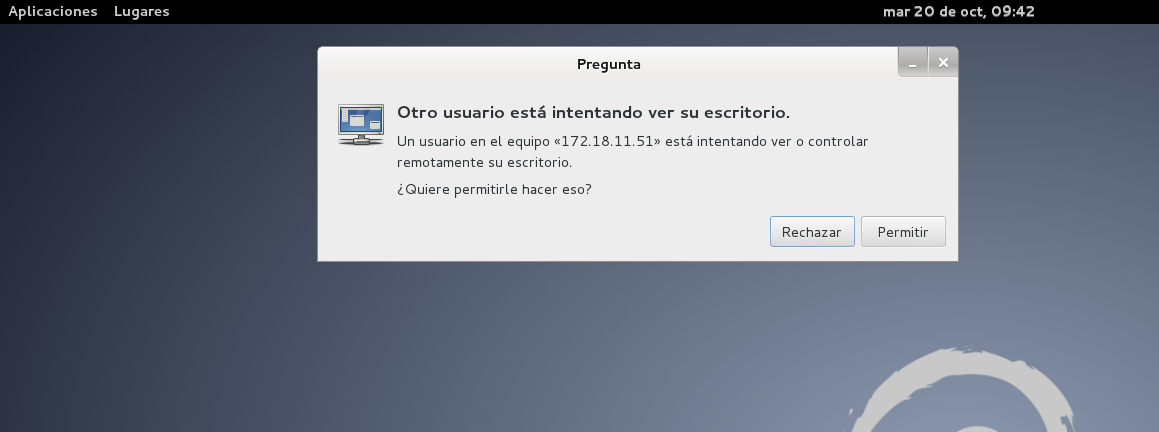 Aplicaciones Lugares mar 20 de oct, 09:42
Pregunta
Otro usuario está intentando ver su escritorio.
Un usuario en el equipo «172.18.11.51» está intentando ver o controlar
remotamente su escritorio.
¿Quiere permitirle hacer eso?
Rechazar Permitir